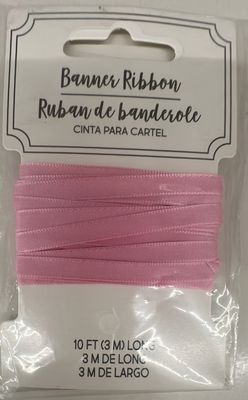 Banner Ribbon
Ruban de banderole
CINTA PARA CARTEL
10 FT (3 M) LONG
3 M DE LONG
3 M DE LARGO